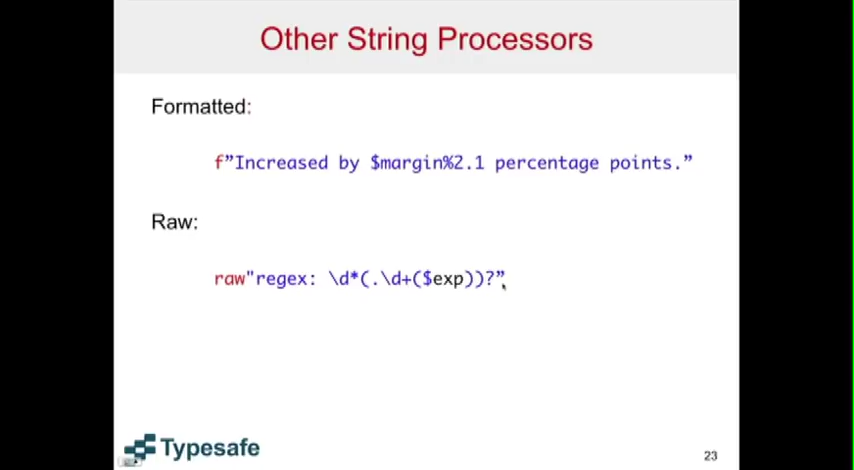 Other String Processors
Formatted:
f”Increased by $margin%2.1 percentage points.”
Raw:
raw"regex: \d*(.\d+($exp))?”
Typesafe
23